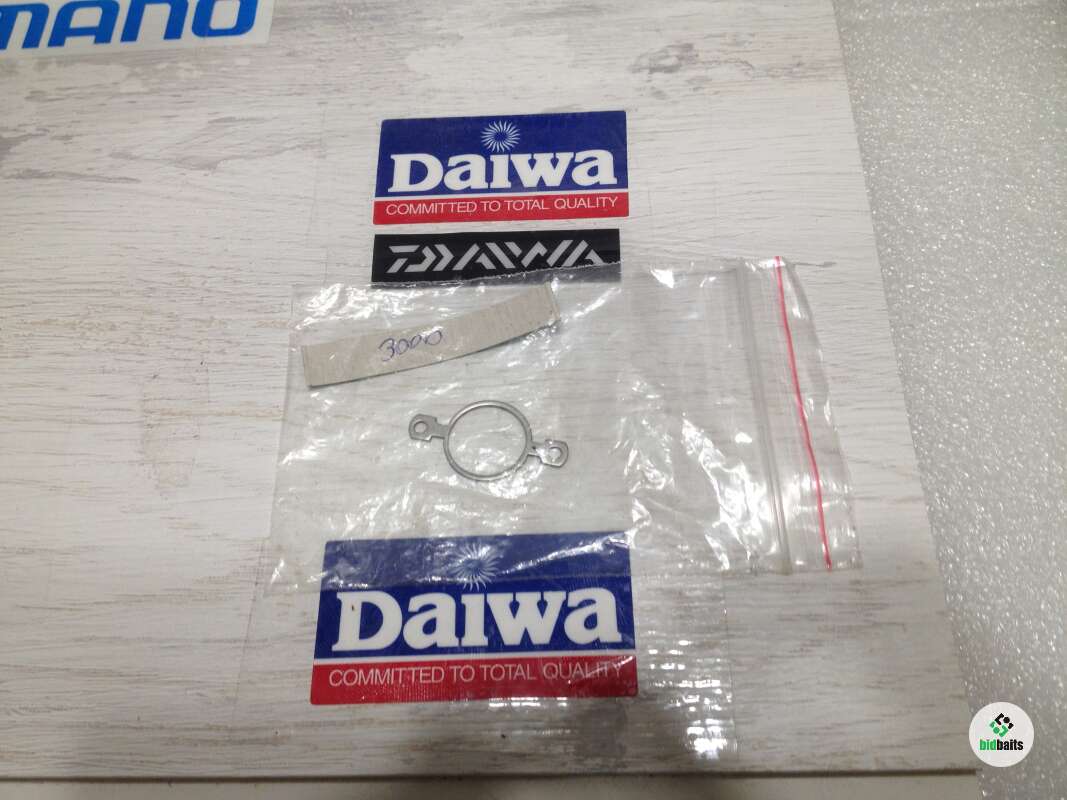 MANO
Daiwa
COMMITTED TO TOTAL QUALITY
DAIWA
3000
Daiwa
COMMITTED TO TOTAL QUALITY
bidbaits